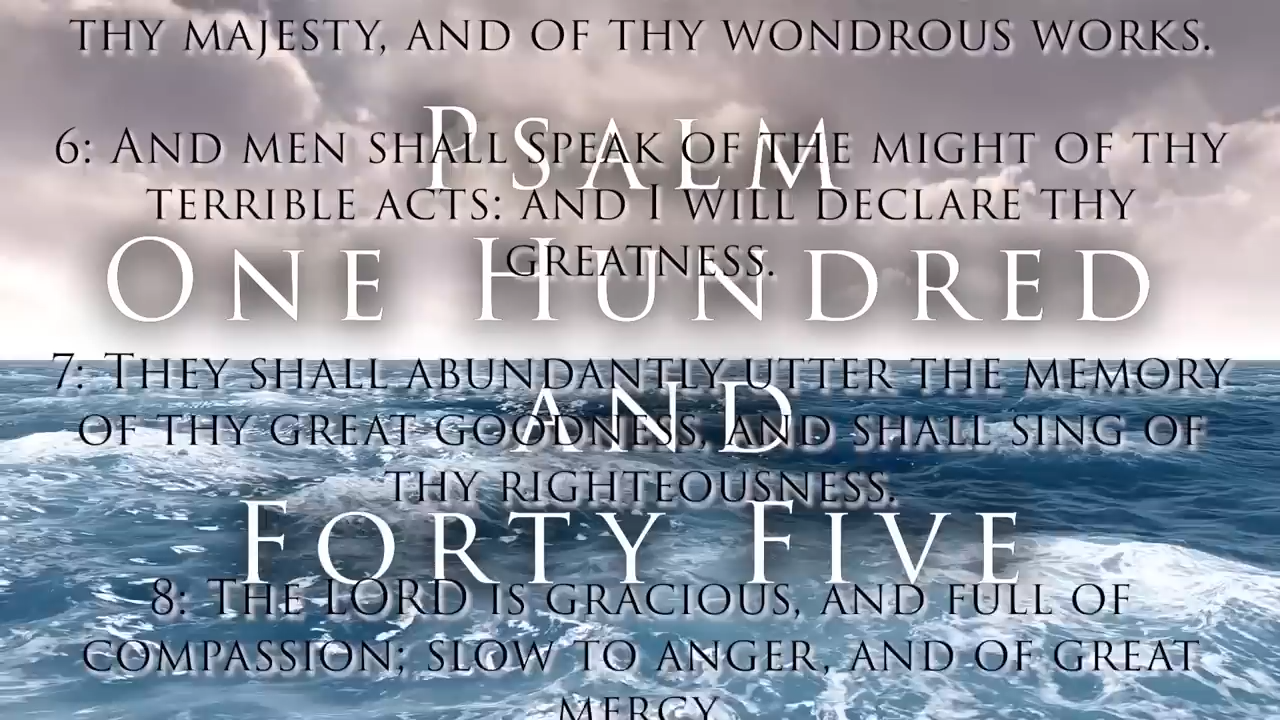 THY MAJESTY, AND OF THY WONDROUS WORKS.
PSALM
6: AND MEN SHALL SPEAK OF THE MIGHT OF THY
TERRIBLE ACTS: AND I WILL DECLARE THY
GREATNESS.
ONE HUNDRED
7: THEY SHALL ABUNDANTLY UTTER THE MEMORY
AND
OF THY GREAT GOODNESS, AND SHALL SING OF
THY RIGHTEOUSNESS.
FORTY FIVE
8: THE LORD IS GRACIOUS, AND FULL OF
COMPASSION; SLOW TO ANGER, AND OF GREAT
MERCY